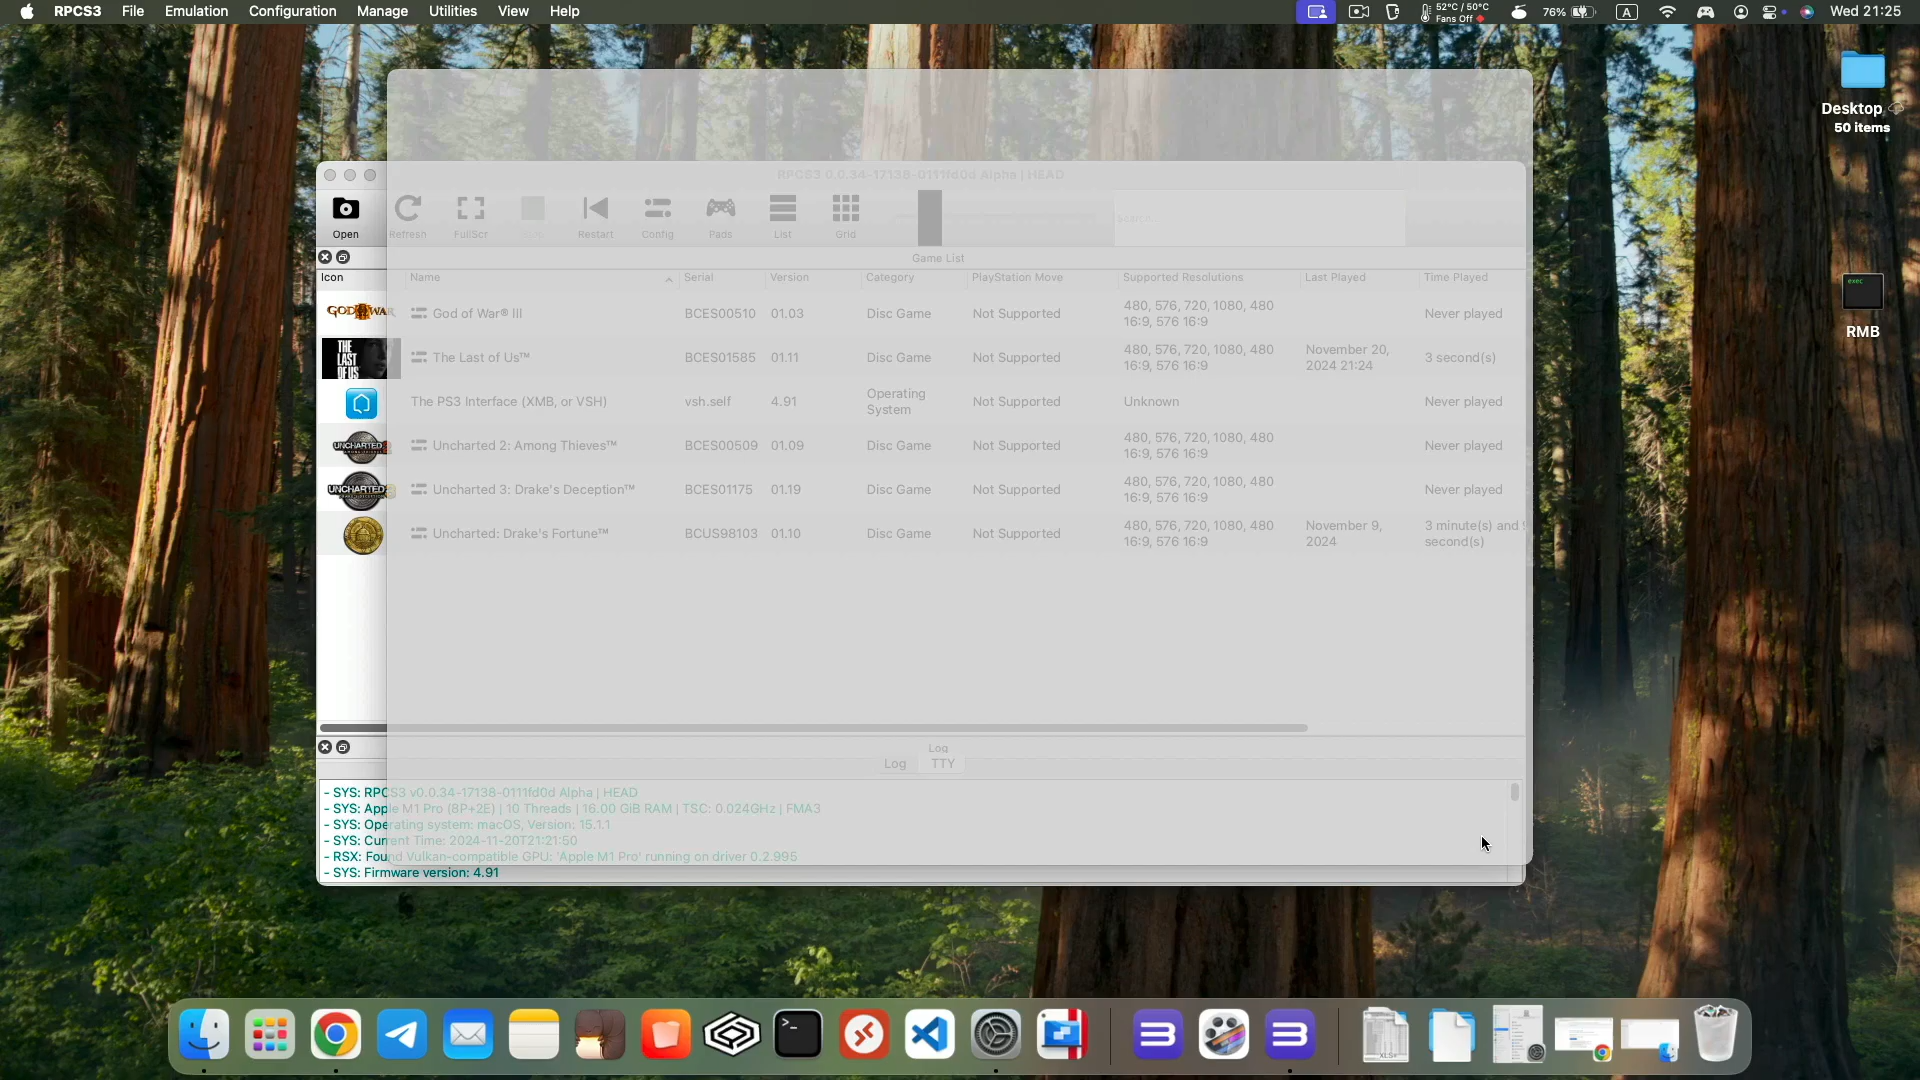 RPCS3 File Emulation Configuration Manage Utilities View Help
52°C / 50°C
Fans Off
76%
A
Wed 21:25
Desktop
50 items
exec
RMB
RPCS3 0.0.34-17138-0111fd0d Alpha | HEAD
Open Refresh FullScr Restart Config Pads List Grid
Search...
Game List
Icon Name Serial Version Category PlayStation Move Supported Resolutions Last Played Time Played
GOD OF WAR God of War® III BCES00510 01.03 Disc Game Not Supported 480, 576, 720, 1080, 480 16:9, 576 16:9 Never played
THE LAST OF US The Last of Us™ BCES01585 01.11 Disc Game Not Supported 480, 576, 720, 1080, 480 16:9, 576 16:9 November 20, 2024 21:24 3 second(s)
The PS3 Interface (XMB, or VSH) vsh.self 4.91 Operating System Not Supported Unknown Never played
UNCHARTED Uncharted 2: Among Thieves™ BCES00509 01.09 Disc Game Not Supported 480, 576, 720, 1080, 480 16:9, 576 16:9 Never played
UNCHARTED Uncharted 3: Drake's Deception™ BCES01175 01.19 Disc Game Not Supported 480, 576, 720, 1080, 480 16:9, 576 16:9 Never played
Uncharted: Drake's Fortune™ BCUS98103 01.10 Disc Game Not Supported 480, 576, 720, 1080, 480 16:9, 576 16:9 November 9, 2024 3 minute(s) and second(s)
Log
Log TTY
- SYS: RPCS3 v0.0.34-17138-0111fd0d Alpha | HEAD
- SYS: Apple M1 Pro (8P+2E) | 10 Threads | 16.00 GiB RAM | TSC: 0.024GHz | FMA3
- SYS: Operating system: macOS, Version: 15.1.1
- SYS: Current Time: 2024-11-20T21:21:50
- RSX: Found Vulkan-compatible GPU: 'Apple M1 Pro' running on driver 0.2.995
- SYS: Firmware version: 4.91